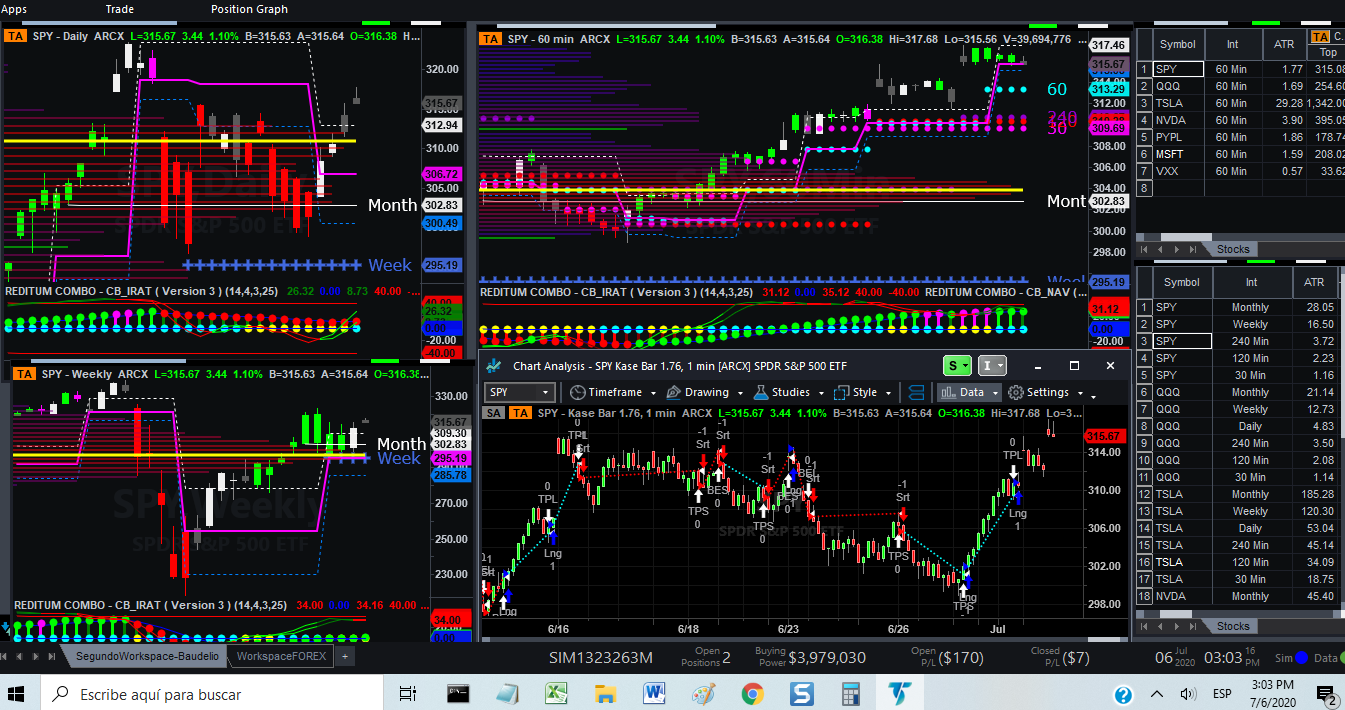 Apps Trade Position Graph
TA SPY - Daily ARCX L=315.67 3.44 1.10% B=315.63 A=315.64 O=316.38 H...
320.00
315.67
312.94
310.00
306.72
305.00
Month 302.83
300.49
Week 295.19
REDITUM COMBO - CB_IRAT ( Version 3 ) (14,4,3,25) 26.32 0.00 8.73 40.00 ...
26.32
0.00
-20.00
-40.00
TA SPY - 60 min ARCX L=315.67 3.44 1.10% B=315.63 A=315.64 O=316.38 Hi=317.68 Lo=315.56 V=39,694,776 ...
317.46
315.67
60 313.29
312.00
30 309.69
308.00
306.00
304.00
Mont 302.83
302.00
300.00
298.00
295.19
REDITUM COMBO - CB_IRAT ( Version 3 ) (14,4,3,25) 31.12 0.00 35.12 40.00 -40.00 REDITUM COMBO - CB_NAV (...
31.12
0.00
-20.00
Symbol Int ATR TA C.
Top
1 SPY 60 Min 1.77 315.08
2 QQQ 60 Min 1.69 254.60
3 TSLA 60 Min 29.28 1,342.00
4 NVDA 60 Min 3.90 395.05
5 PYPL 60 Min 1.86 178.74
6 MSFT 60 Min 1.59 208.02
7 VXX 60 Min 0.57 33.62
8
Stocks
Symbol Int ATR
1 SPY Monthly 28.05
2 SPY Weekly 16.50
3 SPY 240 Min 3.72
4 SPY 120 Min 2.23
5 SPY 30 Min 1.16
6 QQQ Monthly 21.14
7 QQQ Weekly 12.73
8 QQQ Daily 4.83
9 QQQ 240 Min 3.50
10 QQQ 120 Min 2.08
11 QQQ 30 Min 1.14
12 TSLA Monthly 185.28
13 TSLA Weekly 120.30
14 TSLA Daily 53.04
15 TSLA 240 Min 45.14
16 TSLA 120 Min 34.09
17 TSLA 30 Min 18.75
18 NVDA Monthly 45.40
Stocks
TA SPY - Weekly ARCX L=315.67 3.44 1.10% B=315.63 A=315.64 O=316.38...
330.00
315.67
309.30
Month 302.83
Week 295.19
285.78
270.00
250.00
230.00
SPDR S&P 500 ETF
REDITUM COMBO - CB_IRAT ( Version 3 ) (14,4,3,25) 34.00 0.00 34.16 40.00 ...
34.00
0.00
Chart Analysis - SPY Kase Bar 1.76, 1 min [ARCX] SPDR S&P 500 ETF S I
SPY Timeframe Drawing Studies Style Data Settings
SA TA SPY - Kase Bar 1.76, 1 min ARCX L=315.67 3.44 1.10% B=315.63 A=315.64 O=316.38 Hi=317.68 Lo=3...
315.67
314.00
310.00
306.00
302.00
298.00
0 TPL
Srt
0 TPL
Lng 1
-1 Srt
TPS 0
BES 0
-1 Srt
-1 Srt
TPS 0
-1 Srt
TPS 0
Lng
TPS
0 TPL
Lng 1
6/16 6/18 6/23 6/26 Jul
SegundoWorkspace-Baudelio WorkspaceFOREX +
SIM1323263M Open Positions 2 Buying Power $3,979,030 Open P/L ($170) Closed P/L ($7) 06 Jul 2020 03:03 16 PM Sim Data
Escribe aquí para buscar
ESP 3:03 PM
7/6/2020
2